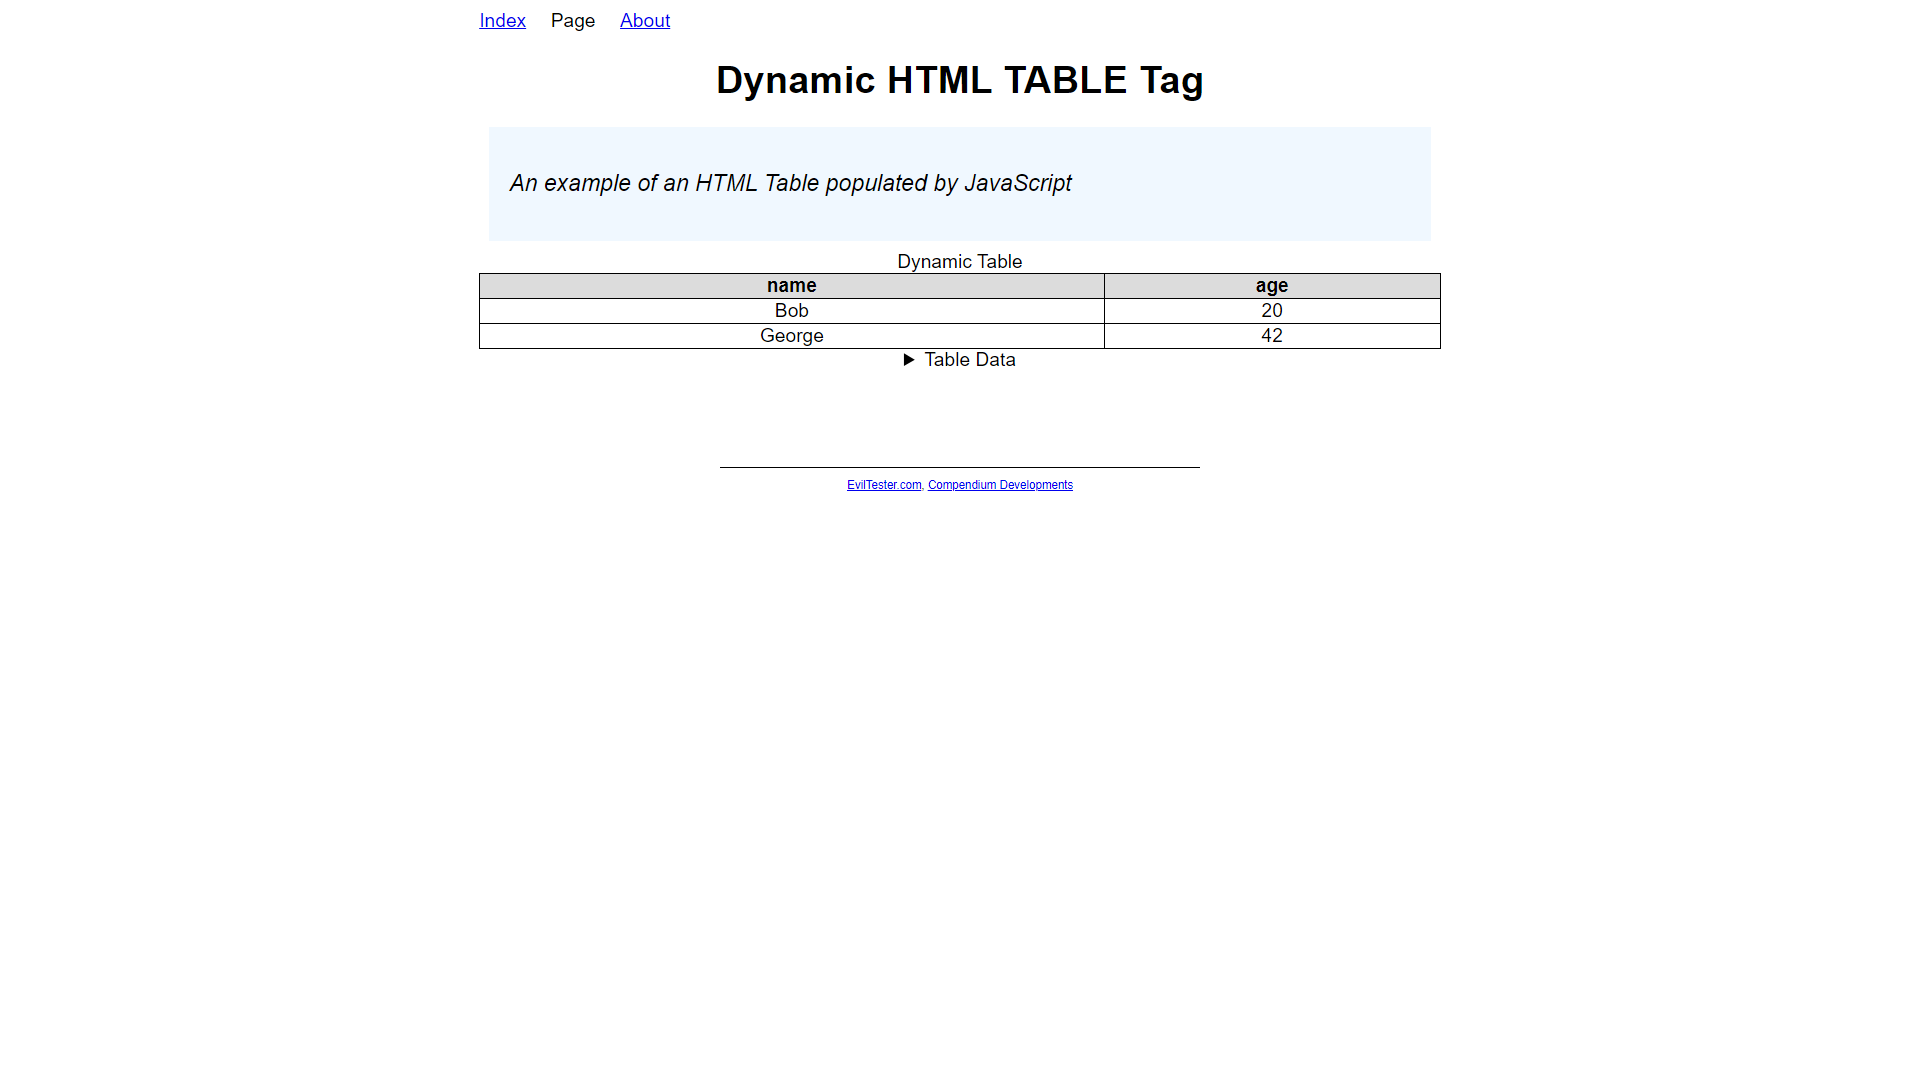 Index Page About
Dynamic HTML TABLE Tag
An example of an HTML Table populated by JavaScript
Dynamic Table
name age
Bob 20
George 42
▶ Table Data
EvilTester.com, Compendium Developments